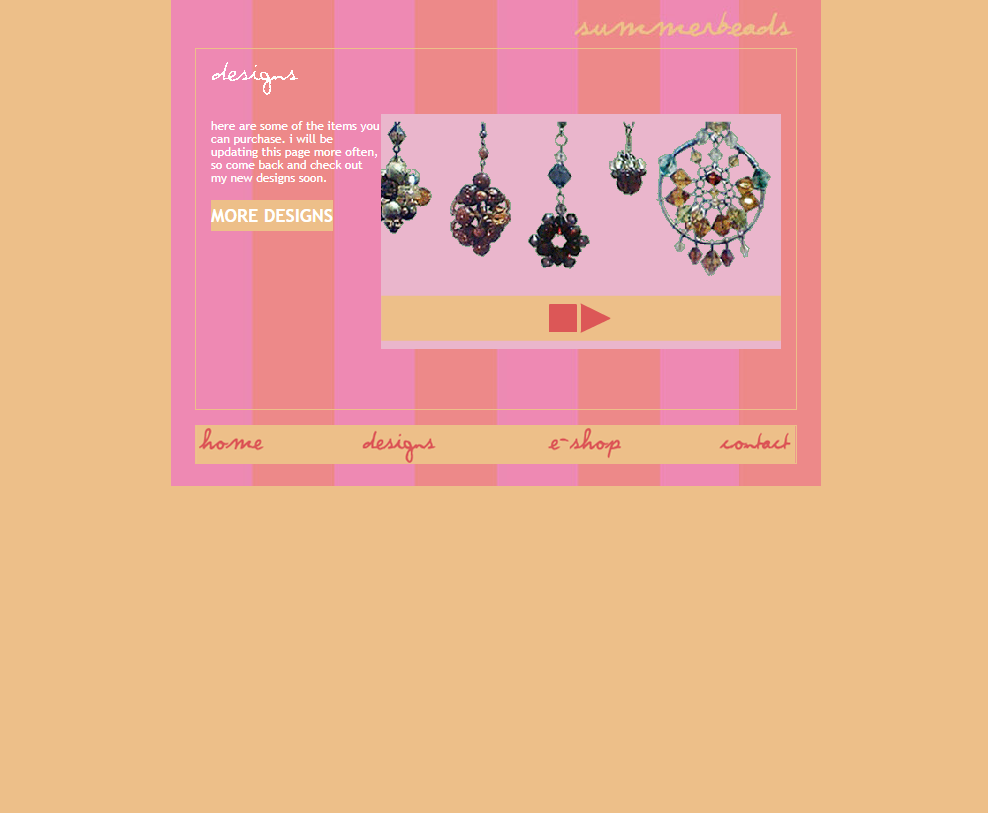 summerbeads
designs
here are some of the items you
can purchase. i will be
updating this page more often,
so come back and check out
my new designs soon.
MORE DESIGNS
home designs e-shop contact